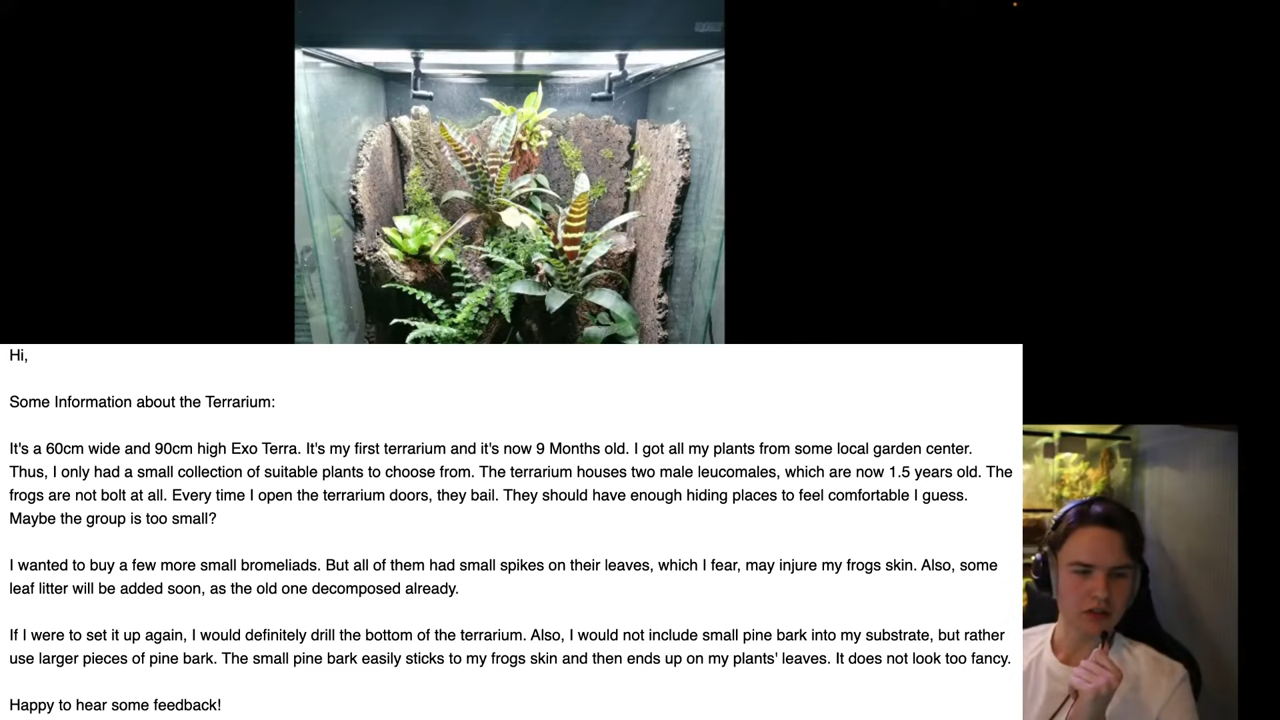 Hi,
Some Information about the Terrarium:
It's a 60cm wide and 90cm high Exo Terra. It's my first terrarium and it's now 9 Months old. I got all my plants from some local garden center.
Thus, I only had a small collection of suitable plants to choose from. The terrarium houses two male leucomales, which are now 1.5 years old. The
frogs are not bolt at all. Every time I open the terrarium doors, they bail. They should have enough hiding places to feel comfortable I guess.
Maybe the group is too small?
I wanted to buy a few more small bromeliads. But all of them had small spikes on their leaves, which I fear, may injure my frogs skin. Also, some
leaf litter will be added soon, as the old one decomposed already.
If I were to set it up again, I would definitely drill the bottom of the terrarium. Also, I would not include small pine bark into my substrate, but rather
use larger pieces of pine bark. The small pine bark easily sticks to my frogs skin and then ends up on my plants' leaves. It does not look too fancy.
Happy to hear some feedback!